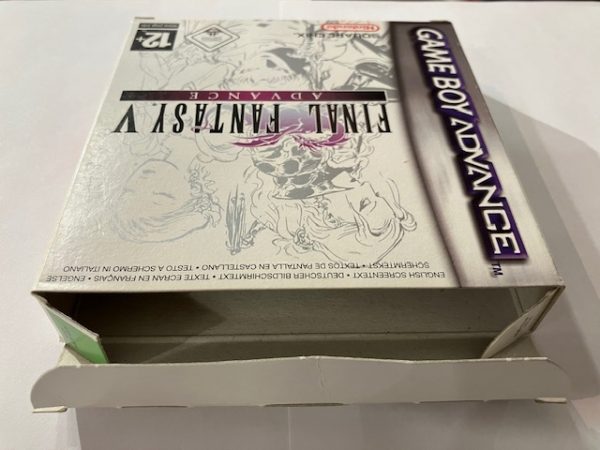 GAME BOY ADVANCE™
Nintendo
SQUARE ENIX
12+
FINAL FANTASY V
ADVANCE
ENGLISH SCREENTEXT • DEUTSCHER BILDSCHIRMTEXT • TEXTE ECRAN EN FRANÇAIS • ENGELSE
SCHERMTEKST • TEXTOS DE PANTALLA EN CASTELLANO • TESTO A SCHERMO IN ITALIANO